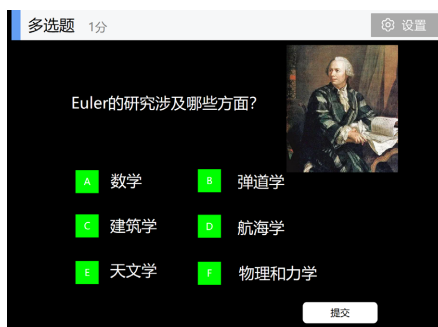 多选题 1分
设置
Euler的研究涉及哪些方面？
A 数学
B 弹道学
C 建筑学
D 航海学
E 天文学
F 物理和力学
提交